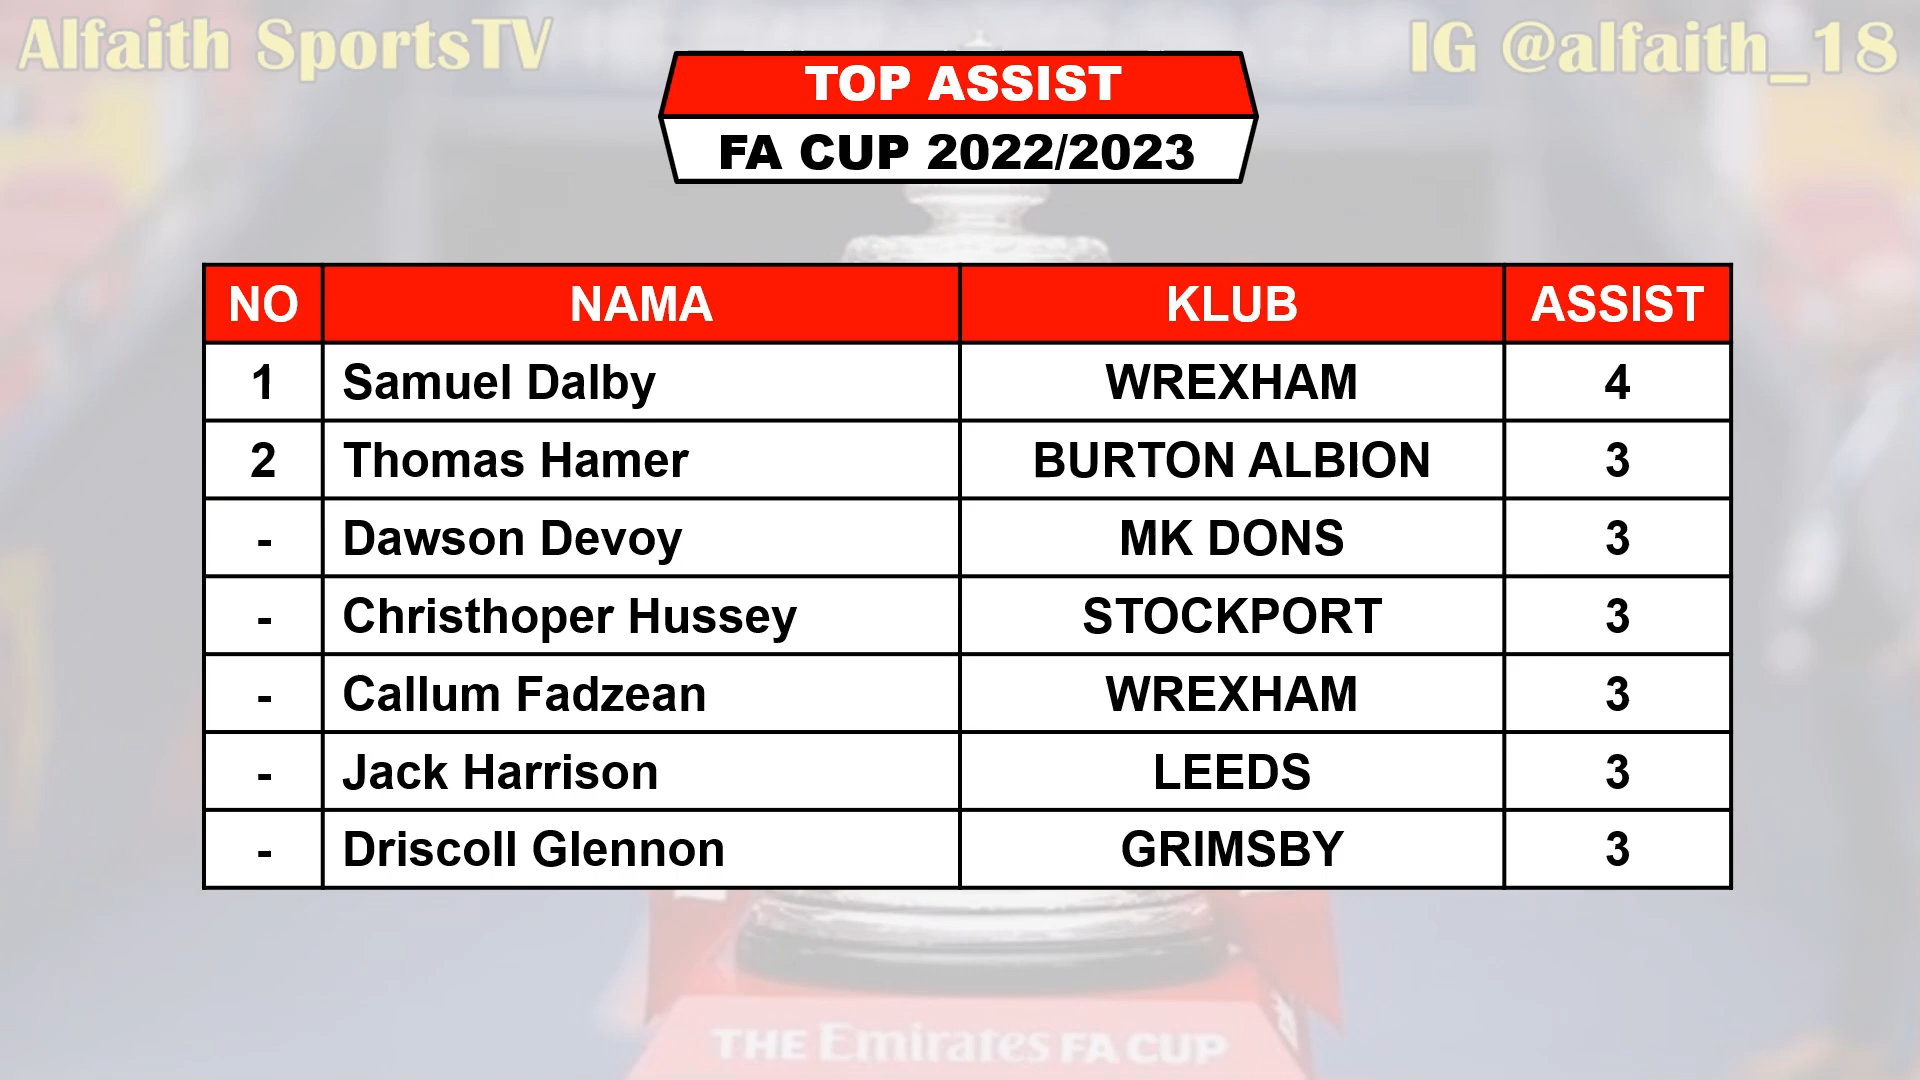 Alfaith SportsTV
IG @alfaith_18
TOP ASSIST
FA CUP 2022/2023
NO NAMA KLUB ASSIST
1 Samuel Dalby WREXHAM 4
2 Thomas Hamer BURTON ALBION 3
- Dawson Devoy MK DONS 3
- Christhoper Hussey STOCKPORT 3
- Callum Fadzean WREXHAM 3
- Jack Harrison LEEDS 3
- Driscoll Glennon GRIMSBY 3
THE Emirates FA CUP